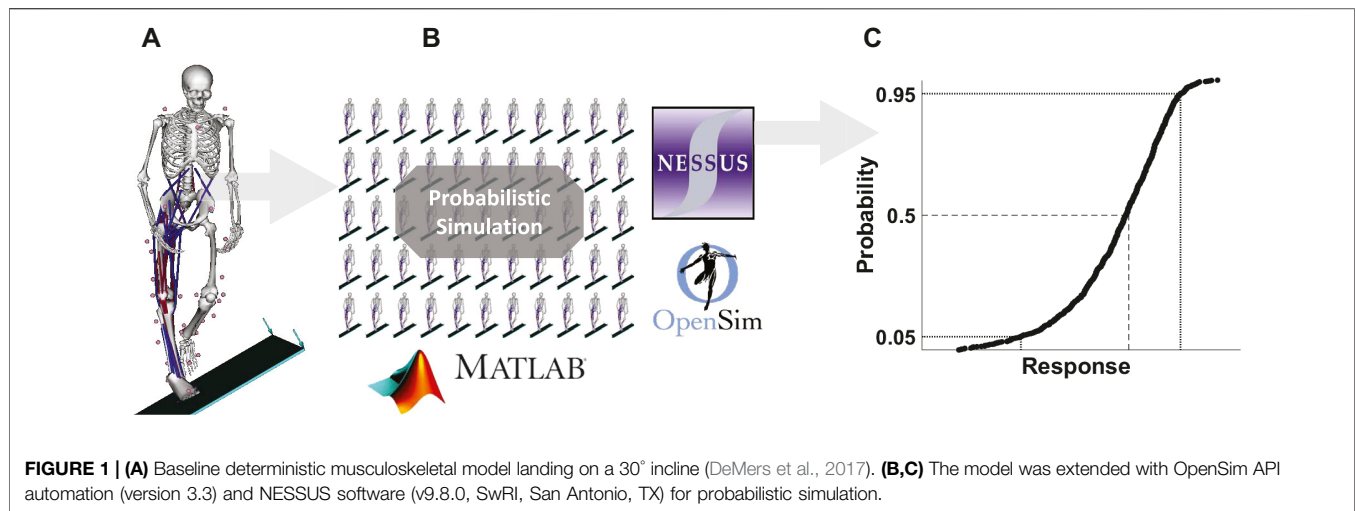 A
B
C
Probabilistic
Simulation
NESSUS
OpenSim
MATLAB®
Probability
0.95
0.5
0.05
Response
FIGURE 1 | (A) Baseline deterministic musculoskeletal model landing on a 30° incline (DeMers et al., 2017). (B,C) The model was extended with OpenSim API
automation (version 3.3) and NESSUS software (v9.8.0, SwRI, San Antonio, TX) for probabilistic simulation.